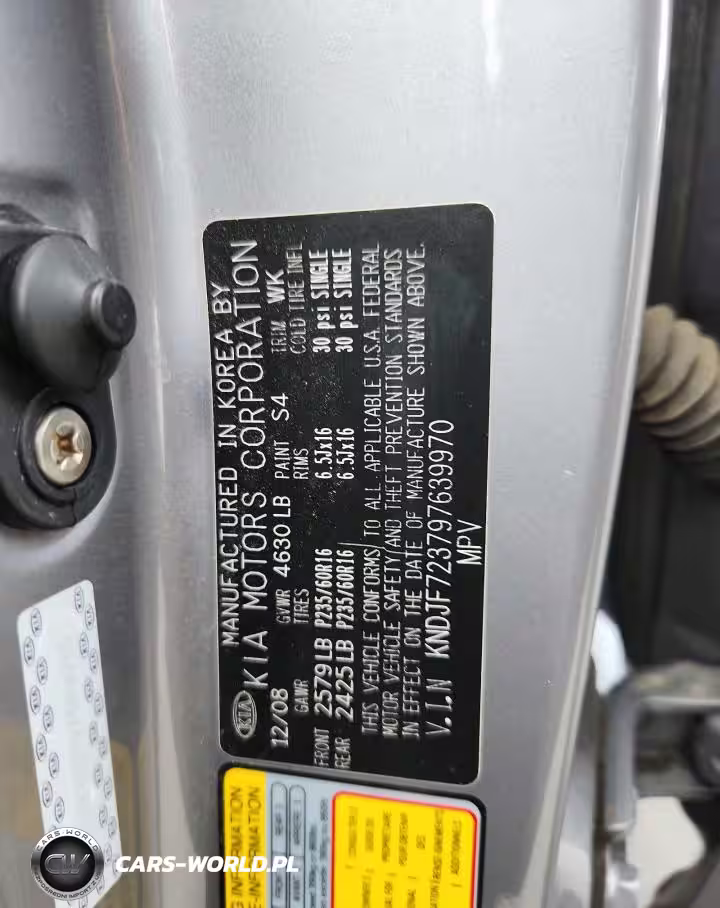 MANUFACTURED IN KOREA BY
KIA KIA MOTORS CORPORATION
12/08 GVWR 4630 LB PAINT S4 TRIM WK
GAWR TIRES RIMS COLD TIRE INFL
FRONT 2579 LB P235/60R16 6.5Jx16 30 psi SINGLE
REAR 2425 LB P235/60R16 6.5Jx16 30 psi SINGLE
THIS VEHICLE CONFORMS TO ALL APPLICABLE U.S.A. FEDERAL
MOTOR VEHICLE SAFETY AND THEFT PREVENTION STANDARDS
IN EFFECT ON THE DATE OF MANUFACTURE SHOWN ABOVE.
V.I.N KNDJF723797639970
MPV
INFORMATION
CW
CARS-WORLD.PL